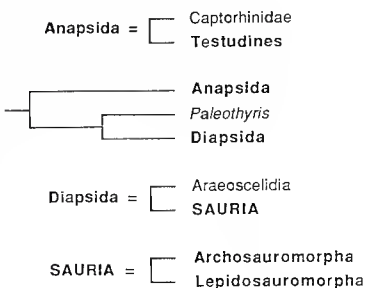 Captorhinidae
Anapsida =
Testudines
Anapsida
Paleothyris
Diapsida
Araeoscelidia
Diapsida =
SAURIA
Archosauromorpha
SAURIA =
Lepidosauromorpha